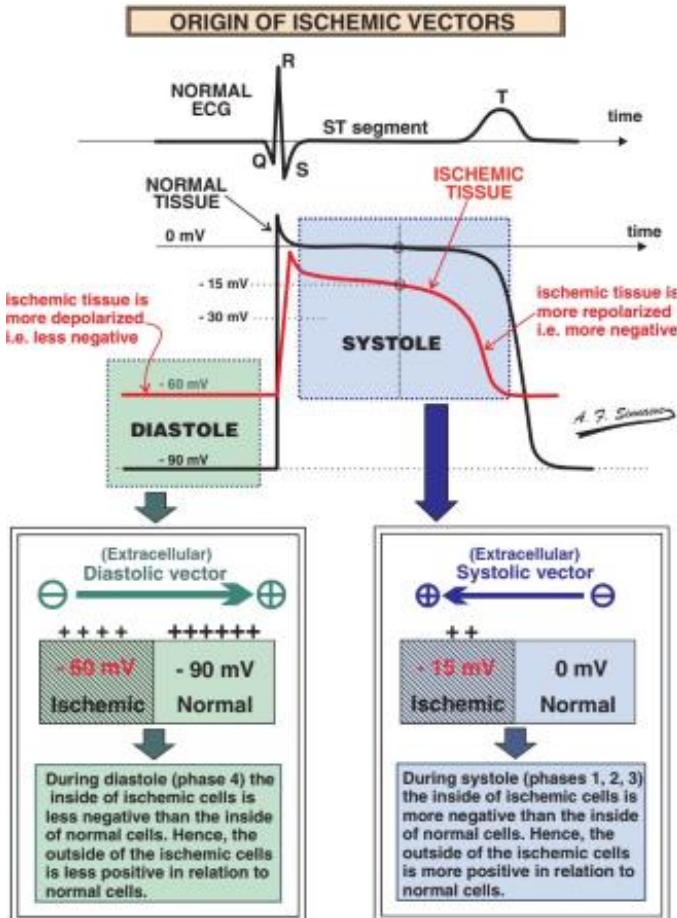 ORIGIN OF ISCHEMIC VECTORS
R
NORMAL
ECG
T
time
ST segment
Q
S
NORMAL
TISSUE
ISCHEMIC
TISSUE
0 mV
time
ischemic tissue is
more depolarized
i.e. less negative
- 15 mV
- 30 mV
ischemic tissue is
more repolarized
i.e. more negative
SYSTOLE
- 60 mV
DIASTOLE
- 90 mV
(Extracellular)
Diastolic vector
− +
+ + + + ++++++
- 60 mV - 90 mV
Ischemic Normal
During diastole (phase 4) the
inside of ischemic cells is
less negative than the inside
of normal cells. Hence, the
outside of the ischemic cells
is less positive in relation to
normal cells.
(Extracellular)
Systolic vector
+ −
+ +
- 15 mV 0 mV
Ischemic Normal
During systole (phases 1, 2, 3)
the inside of ischemic cells is
more negative than the inside
of normal cells. Hence, the
outside of the ischemic cells
is more positive in relation to
normal cells.